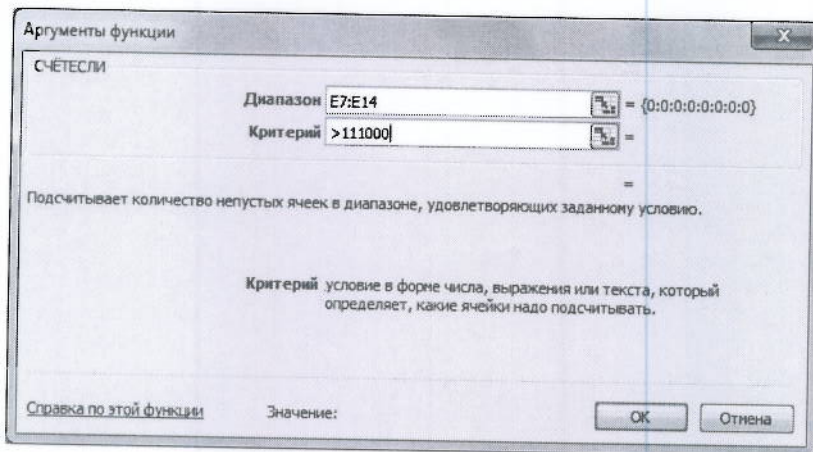 Аргументы функции
СЧЁТЕСЛИ
Диапазон E7:E14 = {0:0:0:0:0:0:0:0}
Критерий >111000 =
=
Подсчитывает количество непустых ячеек в диапазоне, удовлетворяющих заданному условию.
Критерий условие в форме числа, выражения или текста, который
определяет, какие ячейки надо подсчитывать.
Справка по этой функции Значение: ОК Отмена